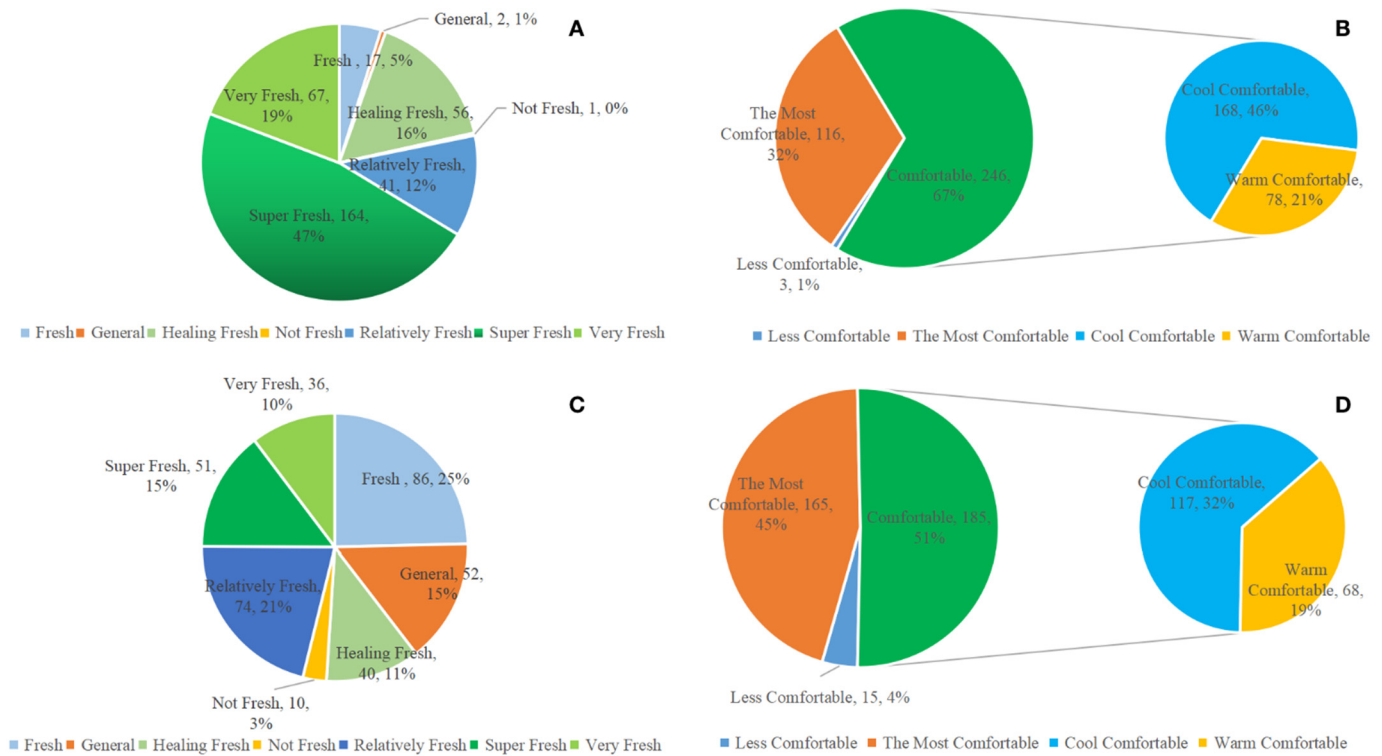 A
General, 2, 1%
Fresh , 17, 5%
Very Fresh, 67,
19%
Healing Fresh, 56,
16%
Not Fresh, 1, 0%
Relatively Fresh,
41, 12%
Super Fresh, 164,
47%
Fresh General Healing Fresh Not Fresh Relatively Fresh Super Fresh Very Fresh
B
The Most
Comfortable, 116,
32%
Comfortable, 246,
67%
Less Comfortable,
3, 1%
Cool Comfortable,
168, 46%
Warm Comfortable,
78, 21%
Less Comfortable The Most Comfortable Cool Comfortable Warm Comfortable
C
Very Fresh, 36,
10%
Super Fresh, 51,
15%
Fresh , 86, 25%
General, 52,
15%
Relatively Fresh,
74, 21%
Healing Fresh,
40, 11%
Not Fresh, 10,
3%
Fresh General Healing Fresh Not Fresh Relatively Fresh Super Fresh Very Fresh
D
The Most
Comfortable, 165,
45%
Comfortable, 185,
51%
Less Comfortable, 15, 4%
Cool Comfortable,
117, 32%
Warm
Comfortable, 68,
19%
Less Comfortable The Most Comfortable Cool Comfortable Warm Comfortable